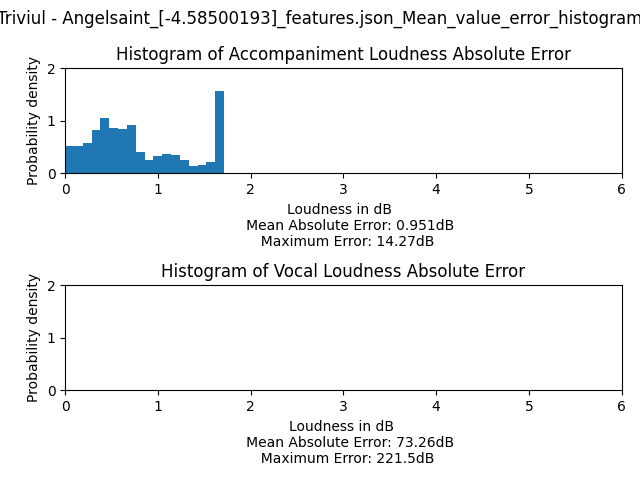 Triviul - Angelsaint_[-4.58500193]_features.json_Mean_value_error_histogram
Histogram of Accompaniment Loudness Absolute Error
Probability density
2
1
0
0 1 2 3 4 5 6
Loudness in dB
Mean Absolute Error: 0.951dB
Maximum Error: 14.27dB
Histogram of Vocal Loudness Absolute Error
Probability density
2
1
0
0 1 2 3 4 5 6
Loudness in dB
Mean Absolute Error: 73.26dB
Maximum Error: 221.5dB